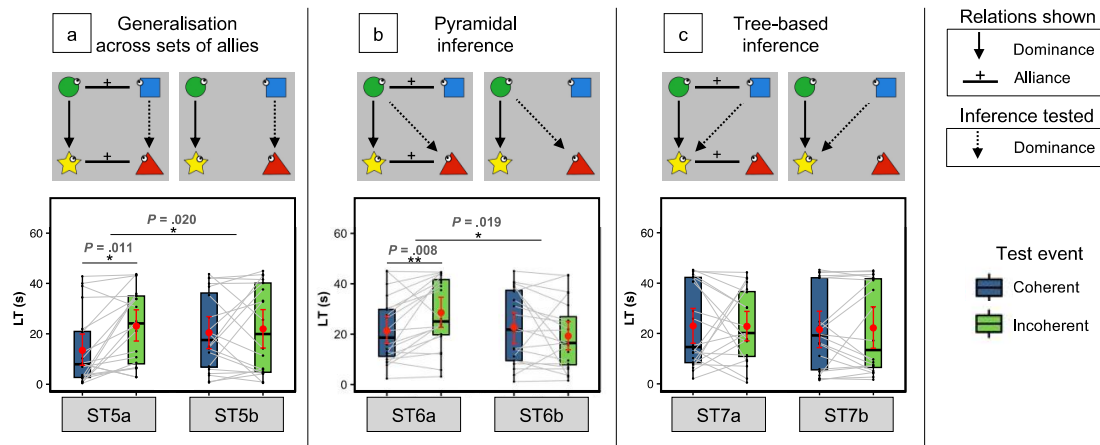 a
Generalisation
across sets of allies
+
+
LT (s)
60
40
20
0
P = .020
*
P = .011
*
ST5a
ST5b
b
Pyramidal
inference
+
+
LT (s)
60
40
20
0
P = .019
*
P = .008
**
ST6a
ST6b
c
Tree-based
inference
+
+
LT (s)
60
40
20
0
ST7a
ST7b
Relations shown
Dominance
+
Alliance
Inference tested
Dominance
Test event
Coherent
Incoherent